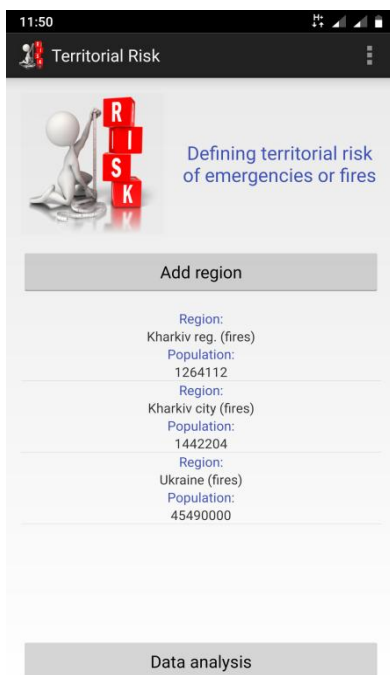 11:50
H+
Territorial Risk
R
I
S
K
Defining territorial risk
of emergencies or fires
Add region
Region:
Kharkiv reg. (fires)
Population:
1264112
Region:
Kharkiv city (fires)
Population:
1442204
Region:
Ukraine (fires)
Population:
45490000
Data analysis